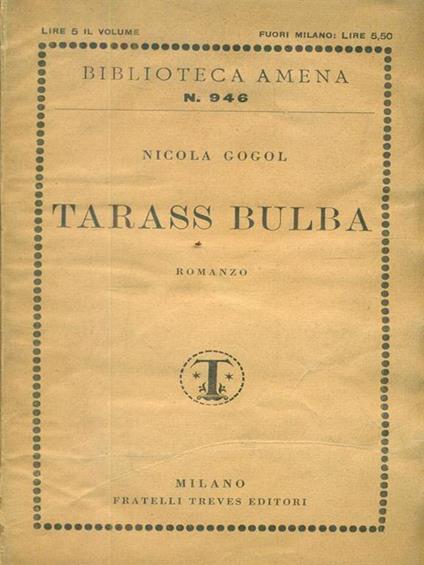 LIRE 5 IL VOLUME FUORI MILANO: LIRE 5,50
BIBLIOTECA AMENA
N. 946
NICOLA GOGOL
TARASS BULBA
ROMANZO
T
MILANO
FRATELLI TREVES EDITORI